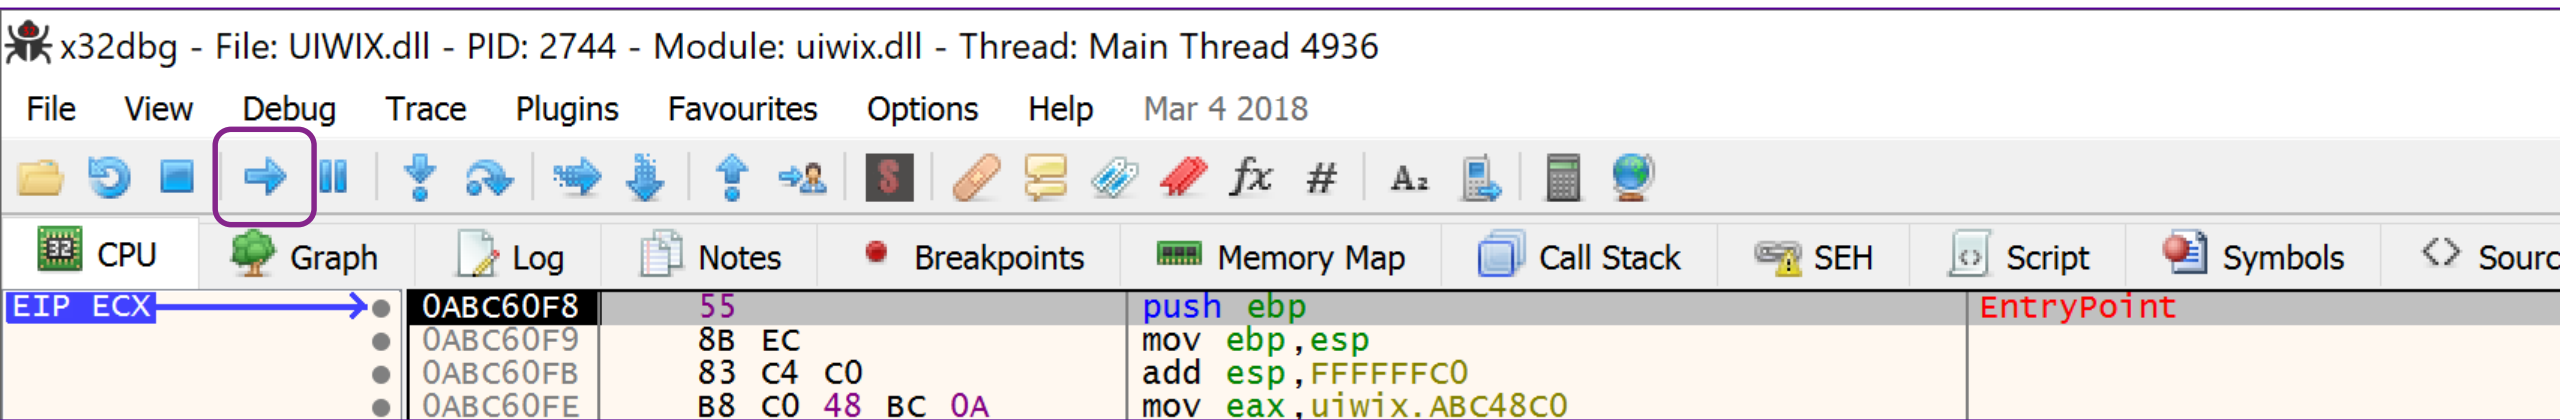 x32dbg - File: UIWIX.dll - PID: 2744 - Module: uiwix.dll - Thread: Main Thread 4936
File View Debug Trace Plugins Favourites Options Help Mar 4 2018
S fx # Az
32 CPU Graph Log Notes Breakpoints Memory Map Call Stack <> SEH Script Symbols <> Sourc
EIP ECX 0ABC60F8 55 push ebp EntryPoint
0ABC60F9 8B EC mov ebp,esp
0ABC60FB 83 C4 C0 add esp,FFFFFFC0
0ABC60FE B8 C0 48 BC 0A mov eax,uiwix.ABC48C0